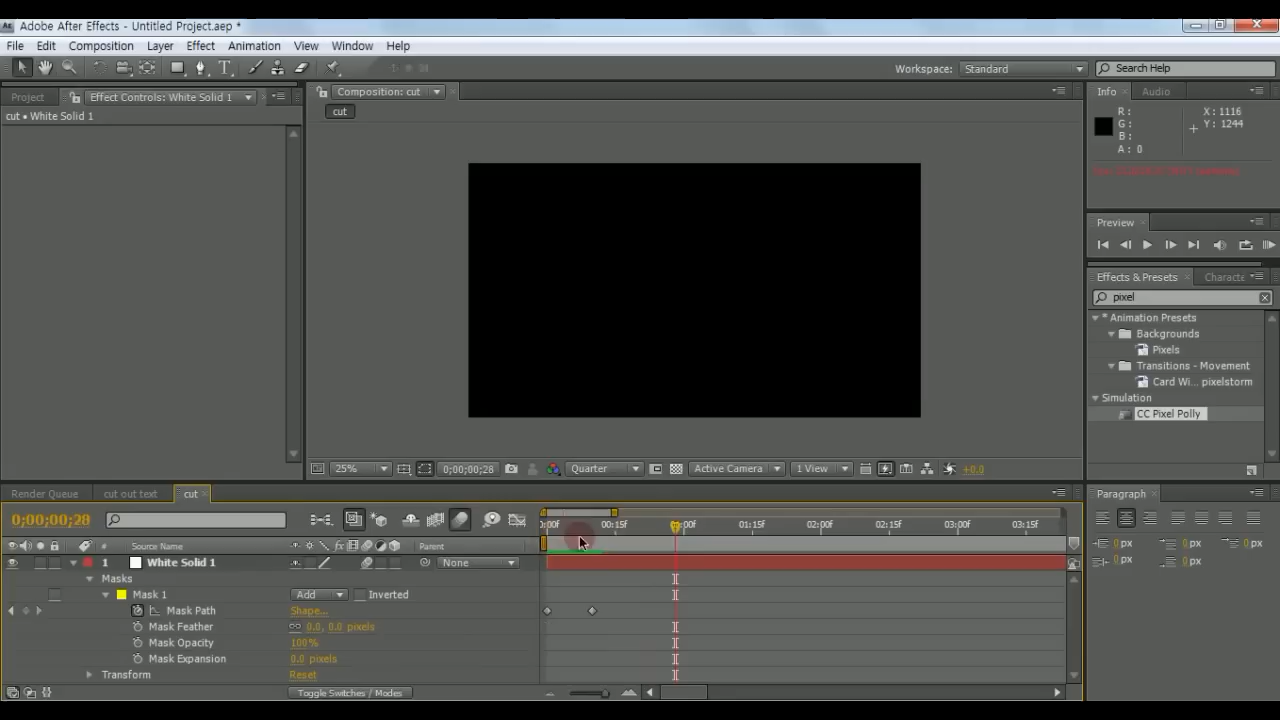 Adobe After Effects - Untitled Project.aep *
File Edit Composition Layer Effect Animation View Window Help
Workspace: Standard Search Help
Project Effect Controls: White Solid 1
cut • White Solid 1
Composition: cut
cut
Info Audio
R: X: 1116
G: Y: 1244
B:
A: 0
Preview
Effects & Presets Characte
pixel
* Animation Presets
Backgrounds
Pixels
Transitions - Movement
Card Wi... pixelstorm
Simulation
CC Pixel Polly
25% 0;00;00;28 Quarter Active Camera 1 View +0.0
Render Queue cut out text cut
0;00;00;28
0:00f 00:15f 00f 01:15f 02:00f 02:15f 03:00f 03:15f
# Source Name Parent
1 White Solid 1 None
Masks
Mask 1 Add Inverted
Mask Path Shape...
Mask Feather 0.0, 0.0 pixels
Mask Opacity 100%
Mask Expansion 0.0 pixels
Transform Reset
Toggle Switches / Modes
Paragraph
0 px 0 px 0 px
0 px 0 px